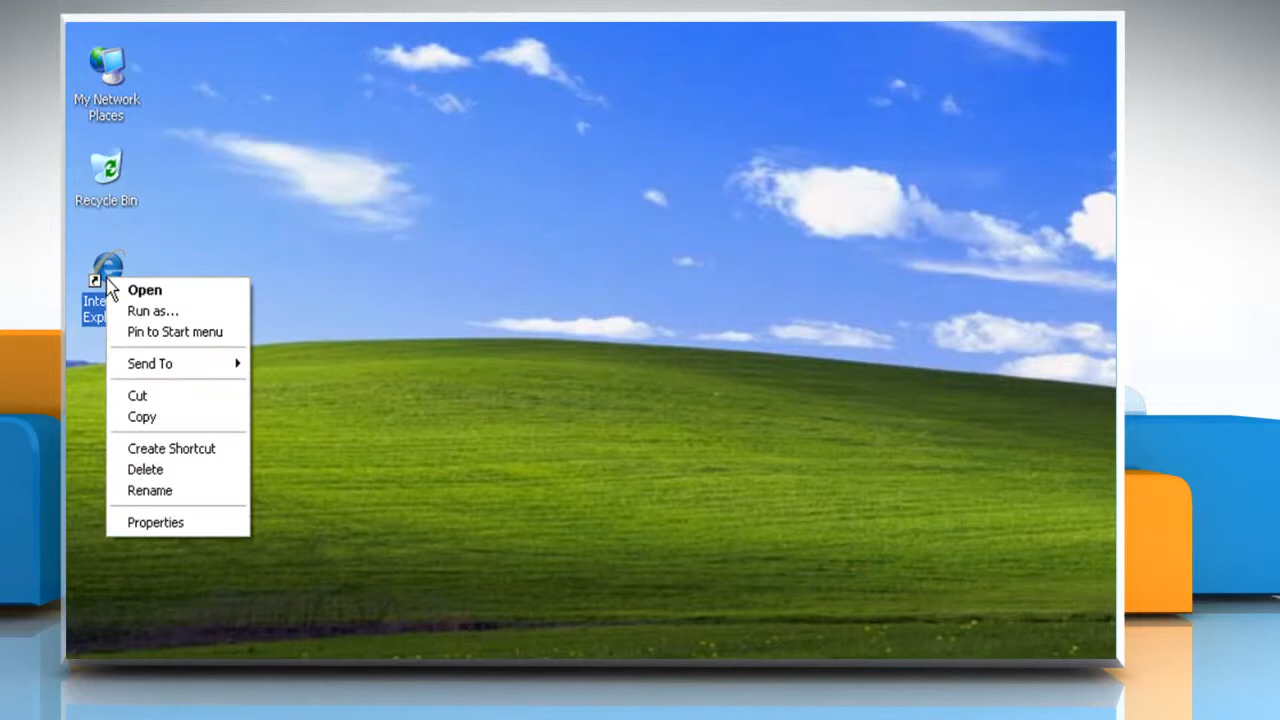 My Network
Places
Recycle Bin
Open
Run as...
Pin to Start menu
Send To
Cut
Copy
Create Shortcut
Delete
Rename
Properties